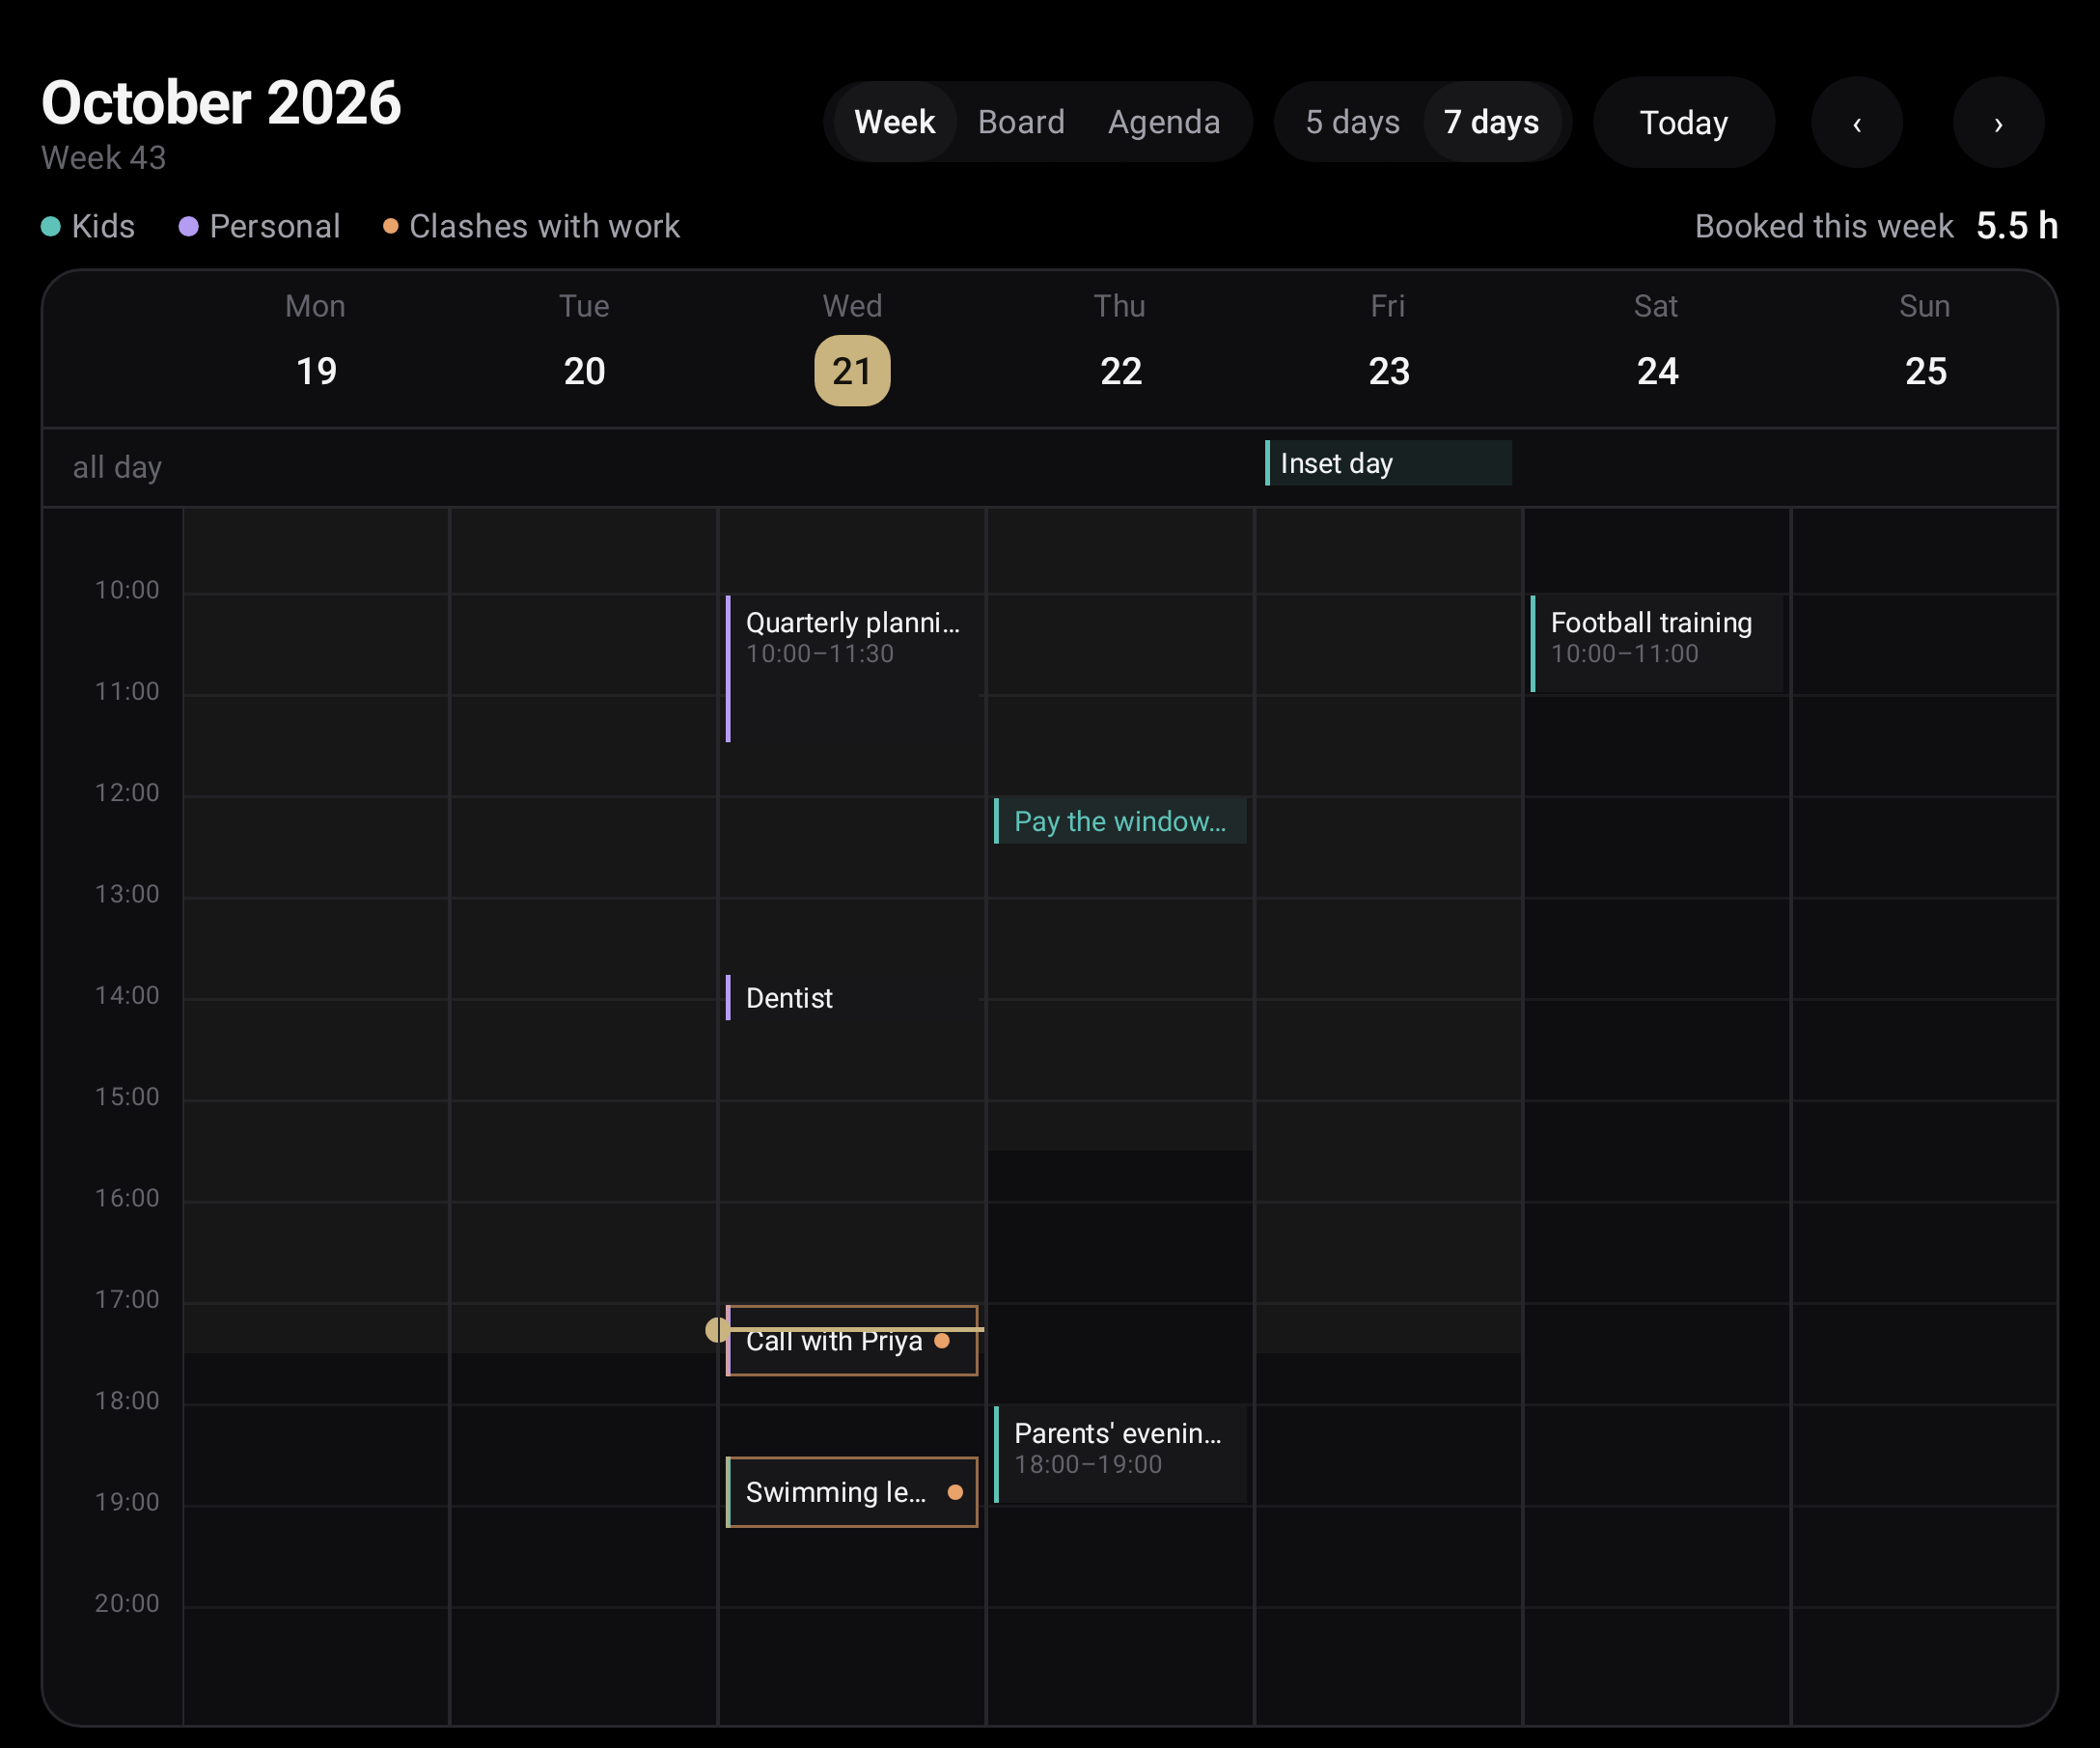 October 2026
Week 43
Week Board Agenda 5 days 7 days Today ‹ ›
Kids Personal Clashes with work Booked this week 5.5 h
Mon Tue Wed Thu Fri Sat Sun
19 20 21 22 23 24 25
all day Inset day
10:00
Quarterly planni… Football training
10:00–11:30 10:00–11:00
11:00
12:00
Pay the window…
13:00
14:00 Dentist
15:00
16:00
17:00
Call with Priya
18:00
Parents' evenin…
18:00–19:00
Swimming le…
19:00
20:00